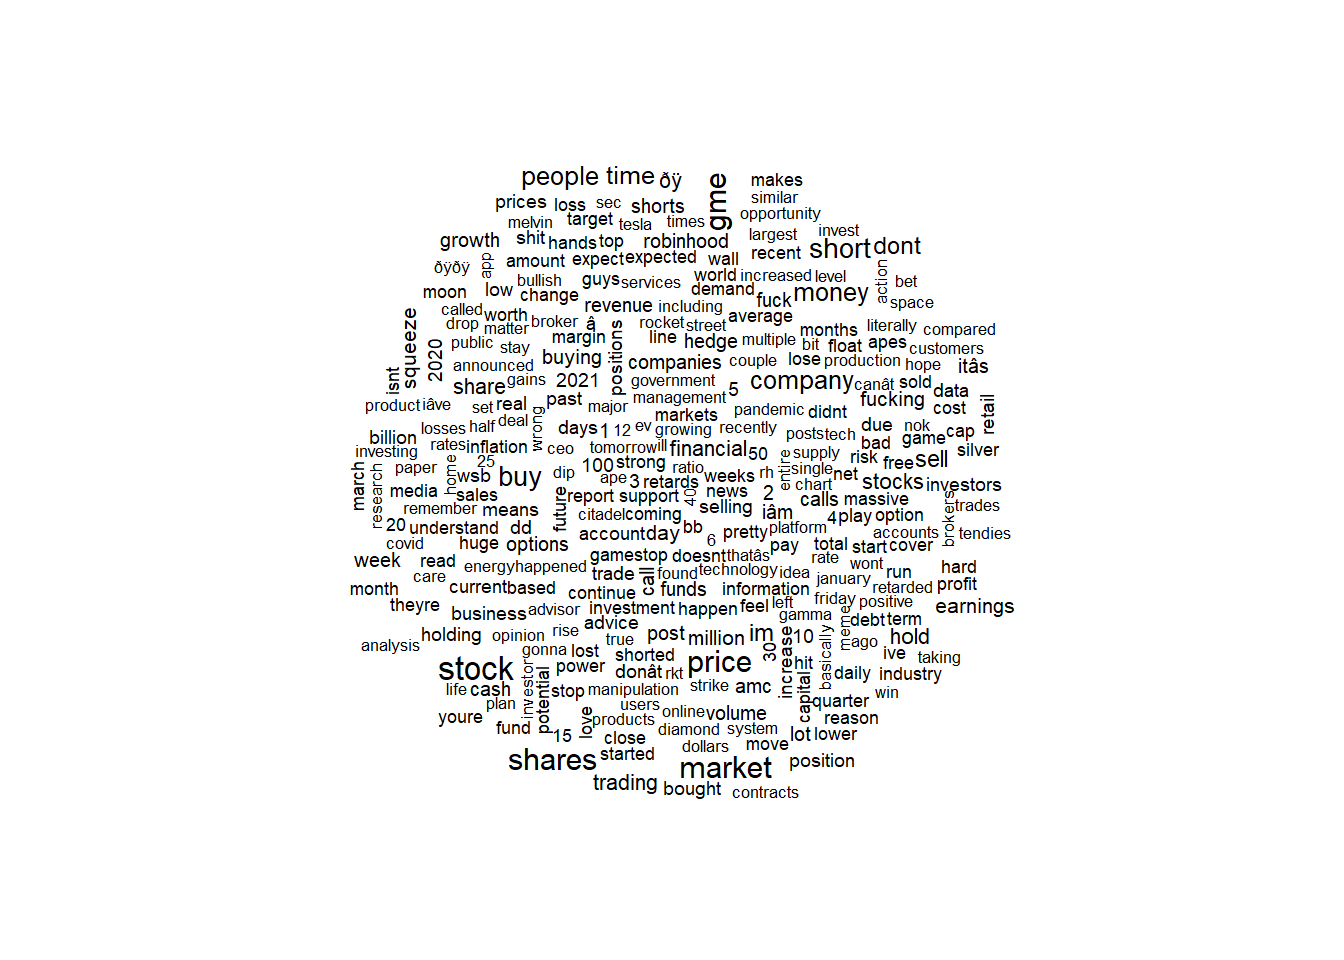 people time ðÿ gme makes
similar
prices loss sec shorts opportunity
melvin target tesla times largest invest
growth shit hands top robinhood recent short dont
ðÿðÿ app amount expect expected wall world increased level action bet
bullish guys services demand
moon low change revenue including fuck money space
called worth rocket street average
drop matter broker â line hedge multiple months literally compared
squeeze 2020 public stay margin positions bit float apes customers
isnt announced buying companies couple lose production hope itâs
share gains 2021 government 5 company canât sold data
product iâve set real past major management fucking cost retail
losses half deal wrong days 1 12 ev markets pandemic didnt due nok
billion rates inflation ceo growing recently posts tech bad game cap
investing tomorrow ill financial 50 supply silver
march paper home 25 wsb buy dip 100 strong ratio weeks rh entire single net risk free sell
research media sales ape 3 retards 40 news 2 chart stocks investors
remember means future report support selling calls massive trades
20 understand dd citadel coming iâm 4 play option brokers
covid huge options account day bb 6 pretty platform accounts tendies
week read energy happened gamestop doesnt thatâs pay total start cover
care trade call found technology idea rate wont run hard
month current based continue funds information january retarded profit
theyre business advisor investment happen feel left friday positive earnings
advice gamma meme debt term
analysis holding opinion rise true post million im 10 basically ago hold
gonna lost shorted 30 ive taking
stock investor power donât rkt price increase hit daily industry
life cash potential stop manipulation strike amc capital quarter win
plan users
youre fund love products online volume reason
15 close diamond system lot lower
shares started dollars move position
market
trading bought contracts